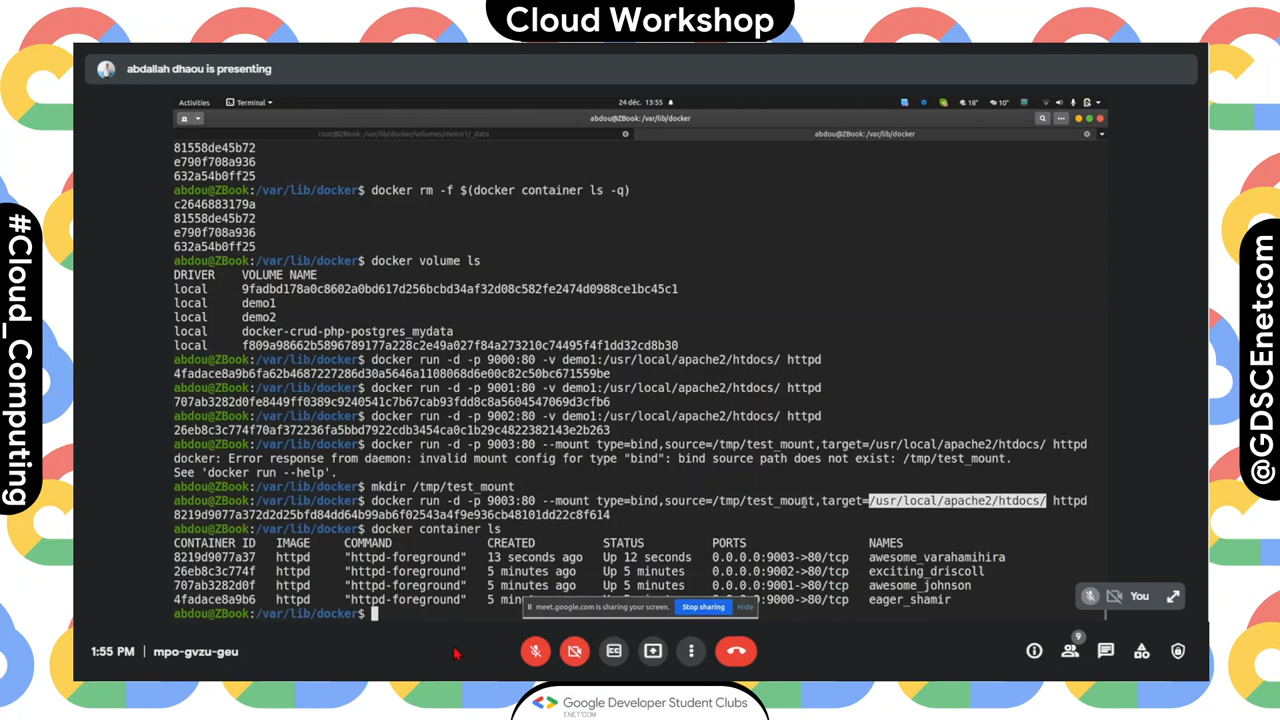 Cloud Workshop
#Cloud_Computing
@GDSCEnetcom
abdallah dhaou is presenting
Activities
Terminal
24 déc. 13:55
18°
10°
abdou@ZBook: /var/lib/docker
root@ZBook: /var/lib/docker/volumes/demo1/_data
abdou@ZBook: /var/lib/docker
81558de45b72
e790f708a936
632a54b0ff25
abdou@ZBook:/var/lib/docker$ docker rm -f $(docker container ls -q)
c2646883179a
81558de45b72
e790f708a936
632a54b0ff25
abdou@ZBook:/var/lib/docker$ docker volume ls
DRIVER VOLUME NAME
local 9fadbd178a0c8602a0bd617d256bcbd34af32d08c582fe2474d0988ce1bc45c1
local demo1
local demo2
local docker-crud-php-postgres_mydata
local f809a98662b5896789177a228c2e49a027f84a273249101495f4f1dd32cd8b30
abdou@ZBook:/var/lib/docker$ docker run -d -p 9000:80 -v demo1:/usr/local/apache2/htdocs/ httpd
4fadace8a9b6fa62b4687227286d30a5646a1108068d6e00c82c50bc671559be
abdou@ZBook:/var/lib/docker$ docker run -d -p 9001:80 -v demo1:/usr/local/apache2/htdocs/ httpd
707ab3282d0fe8449ff0389c9240541c7b67cab93fdd8c8a5604547069d3cfb6
abdou@ZBook:/var/lib/docker$ docker run -d -p 9002:80 -v demo1:/usr/local/apache2/htdocs/ httpd
26eb8c3c774f70af372236fa5bbd7922cdb3454ca0c1b29c4822382143e2b263
abdou@ZBook:/var/lib/docker$ docker run -d -p 9003:80 --mount type=bind,source=/tmp/test_mount,target=/usr/local/apache2/htdocs/ httpd
docker: Error response from daemon: invalid mount config for type "bind": bind source path does not exist: /tmp/test_mount.
See 'docker run --help'.
abdou@ZBook:/var/lib/docker$ mkdir /tmp/test_mount
abdou@ZBook:/var/lib/docker$ docker run -d -p 9003:80 --mount type=bind,source=/tmp/test_mount,target=/usr/local/apache2/htdocs/ httpd
8219d9077a372d2d25bfd84dd64b99ab6f02543a4f9e936cb48101dd22c8f614
abdou@ZBook:/var/lib/docker$ docker container ls
CONTAINER ID IMAGE COMMAND CREATED STATUS PORTS NAMES
8219d9077a37 httpd "httpd-foreground" 13 seconds ago Up 12 seconds 0.0.0.0:9003->80/tcp awesome_varahamihira
26eb8c3c774f httpd "httpd-foreground" 5 minutes ago Up 5 minutes 0.0.0.0:9002->80/tcp exciting_driscoll
707ab3282d0f httpd "httpd-foreground" 5 minutes ago Up 5 minutes 0.0.0.0:9001->80/tcp awesome_johnson
4fadace8a9b6 httpd "httpd-foreground" 5 0.0.0.0:9000->80/tcp eager_shamir
abdou@ZBook:/var/lib/docker$
meet.google.com is sharing your screen. Stop sharing Hide
You
1:55 PM | mpo-gvzu-geu
9
Google Developer Student Clubs
ENET'COM